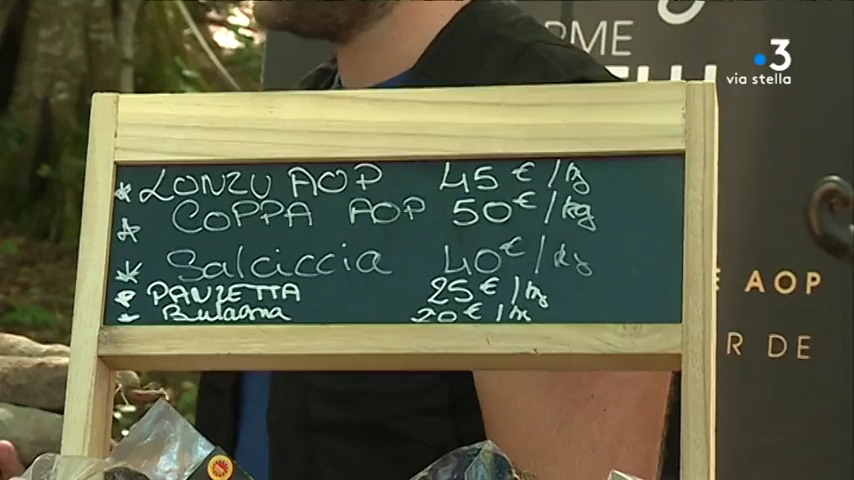 RME
3
via stella
LONZU AOP 45 €/kg
COPPA AOP 50€/kg
Salciccia 40€/kg
PANZETTA 25 €/kg
Bulagna 20 €/k
E AOP
R DE